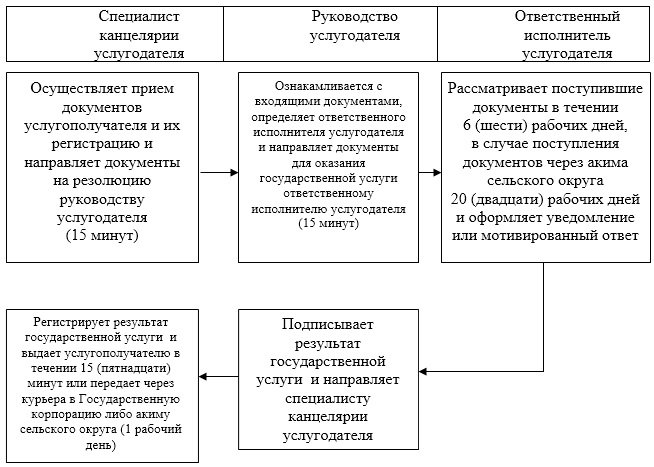 Специалист
канцелярии
услугодателя
Руководство
услугодателя
Ответственный
исполнитель
услугодателя
Осуществляет прием
документов
услугополучателя и их
регистрацию и
направляет документы
на резолюцию
руководству
услугодателя
(15 минут)
Ознакамливается с
входящими документами,
определяет ответственного
исполнителя услугодателя
и направляет документы
для оказания
государственной услуги
ответственному
исполнителю услугодателя
(15 минут)
Рассматривает поступившие
документы в течении
6 (шести) рабочих дней,
в случае поступления
документов через акима
сельского округа
20 (двадцати) рабочих дней
и оформляет уведомление
или мотивированный ответ
Регистрирует результат
государственной услуги и
выдает услугополучателю в
течении 15 (пятнадцати)
минут или передает через
курьера в Государственную
корпорацию либо акиму
сельского округа (1 рабочий
день)
Подписывает
результат
государственной
услуги и направляет
специалисту
канцелярии
услугодателя